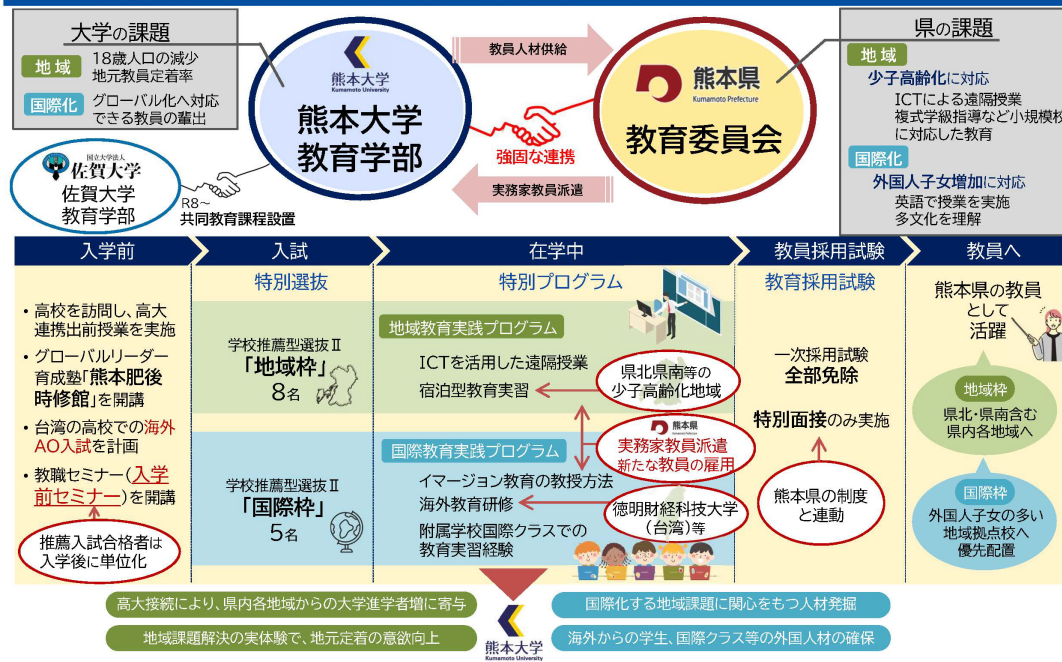 大学の課題
地域
18歳人口の減少
地元教員定着率
国際化
グローバル化へ対応
できる教員の輩出
熊本大学
Kumamoto University
熊本大学
教育学部
教員人材供給
強固な連携
実務家教員派遣
熊本県
Kumamoto Prefecture
教育委員会
県の課題
地域
少子高齢化に対応
ICTによる遠隔授業
複式学級指導など小規模校
に対応した教育
国際化
外国人子女増加に対応
英語で授業を実施
多文化を理解
国立大学法人
佐賀大学
佐賀大学
教育学部
R8~
共同教育課程設置
入学前
入試
在学中
教員採用試験
教員へ
・高校を訪問し、高大
連携出前授業を実施
・グローバルリーダー
育成塾「熊本肥後
時修館」を開講
・台湾の高校での海外
AO入試を計画
・教職セミナー(入学
前セミナー)を開講
推薦入試合格者は
入学後に単位化
特別選抜
学校推薦型選抜Ⅱ
「地域枠」
8名
学校推薦型選抜Ⅱ
「国際枠」
5名
特別プログラム
地域教育実践プログラム
ICTを活用した遠隔授業
宿泊型教育実習
県北県南等の
少子高齢化地域
熊本県
Kumamoto Prefecture
実務家教員派遣
新たな教員の雇用
国際教育実践プログラム
イマージョン教育の教授方法
海外教育研修
徳明財経科技大学
(台湾)等
附属学校国際クラスでの
教育実習経験
教育採用試験
一次採用試験
全部免除
特別面接のみ実施
熊本県の制度
と連動
熊本県の教員
として
活躍
地域枠
県北・県南含む
県内各地域へ
国際枠
外国人子女の多い
地域拠点校へ
優先配置
高大接続により、県内各地域からの大学進学者増に寄与
地域課題解決の実体験で、地元定着の意欲向上
熊本大学
Kumamoto University
国際化する地域課題に関心をもつ人材発掘
海外からの学生、国際クラス等の外国人材の確保